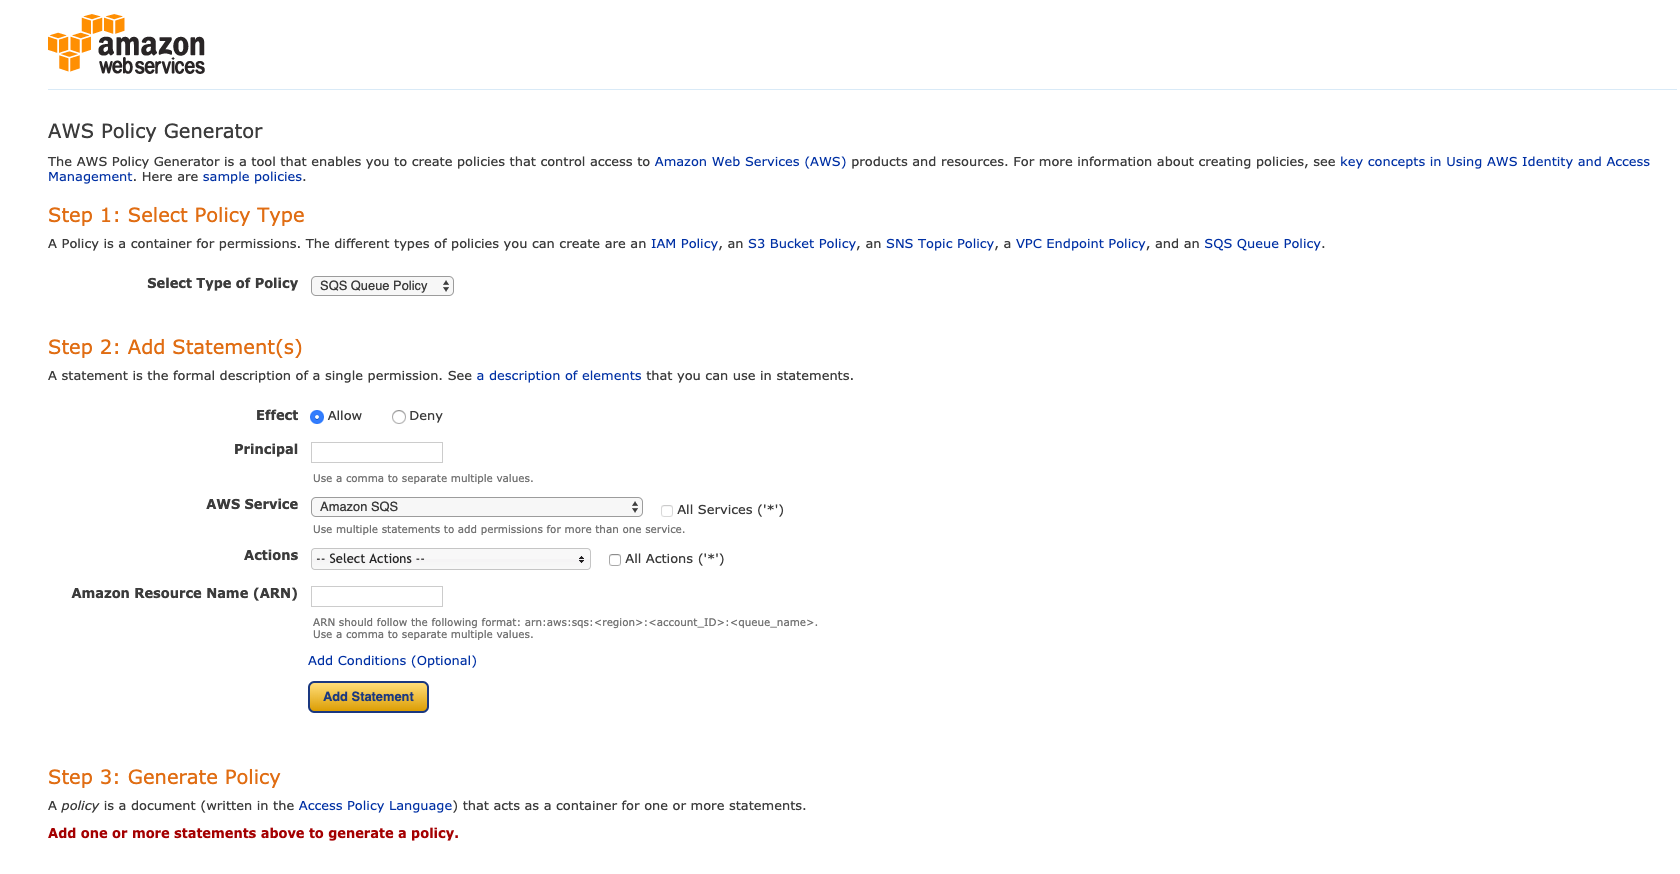 amazon
webservices
AWS Policy Generator
The AWS Policy Generator is a tool that enables you to create policies that control access to Amazon Web Services (AWS) products and resources. For more information about creating policies, see key concepts in Using AWS Identity and Access
Management. Here are sample policies.
Step 1: Select Policy Type
A Policy is a container for permissions. The different types of policies you can create are an IAM Policy, an S3 Bucket Policy, an SNS Topic Policy, a VPC Endpoint Policy, and an SQS Queue Policy.
Select Type of Policy SQS Queue Policy
Step 2: Add Statement(s)
A statement is the formal description of a single permission. See a description of elements that you can use in statements.
Effect Allow Deny
Principal
Use a comma to separate multiple values.
AWS Service Amazon SQS All Services ('*')
Use multiple statements to add permissions for more than one service.
Actions -- Select Actions -- All Actions ('*')
Amazon Resource Name (ARN)
ARN should follow the following format: arn:aws:sqs:<region>:<account_ID>:<queue_name>.
Use a comma to separate multiple values.
Add Conditions (Optional)
Add Statement
Step 3: Generate Policy
A policy is a document (written in the Access Policy Language) that acts as a container for one or more statements.
Add one or more statements above to generate a policy.